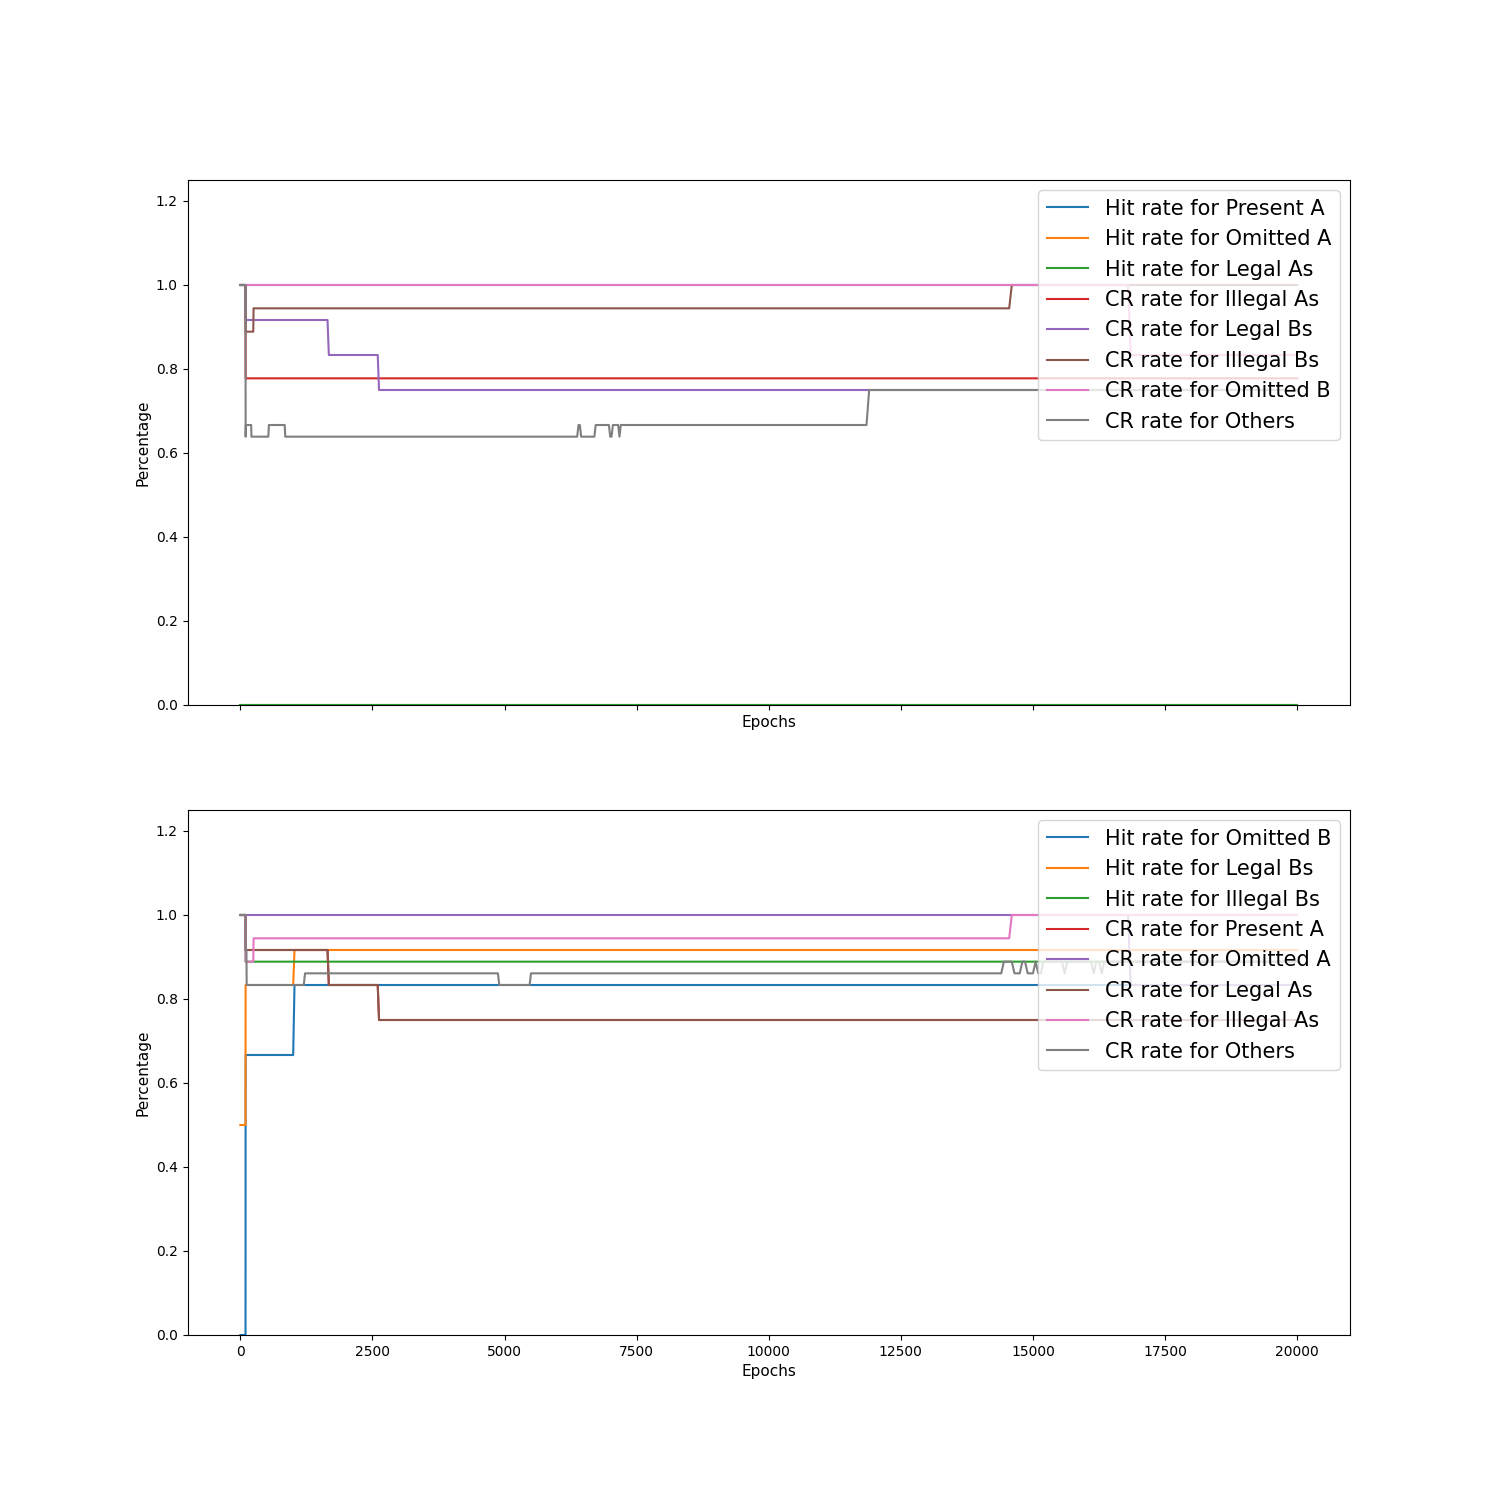 1.2
1.0
0.8
0.6
0.4
0.2
0.0
Percentage
Hit rate for Present A
Hit rate for Omitted A
Hit rate for Legal As
CR rate for Illegal As
CR rate for Legal Bs
CR rate for Illegal Bs
CR rate for Omitted B
CR rate for Others
Epochs
1.2
1.0
0.8
0.6
0.4
0.2
0.0
Percentage
Hit rate for Omitted B
Hit rate for Legal Bs
Hit rate for Illegal Bs
CR rate for Present A
CR rate for Omitted A
CR rate for Legal As
CR rate for Illegal As
CR rate for Others
0 2500 5000 7500 10000 12500 15000 17500 20000
Epochs